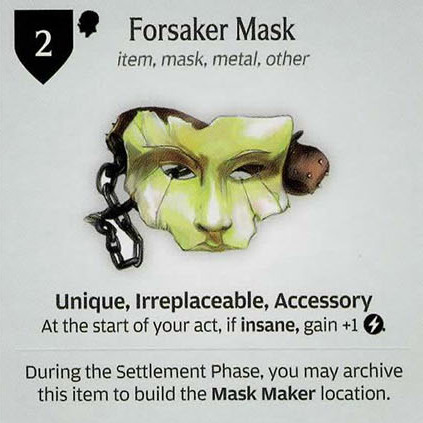 2
Forsaker Mask
item, mask, metal, other
Unique, Irreplaceable, Accessory
At the start of your act, if insane, gain +1
During the Settlement Phase, you may archive
this item to build the Mask Maker location.